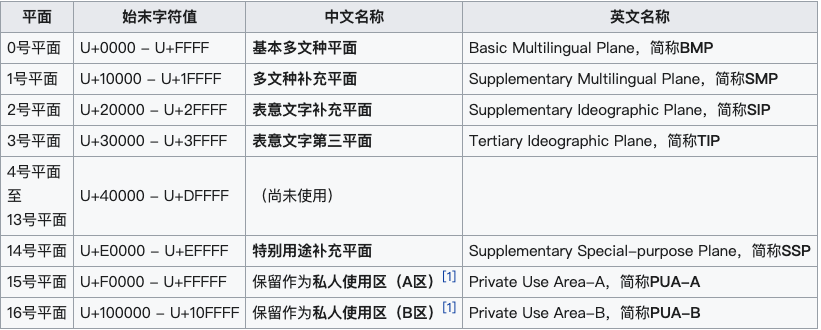 平面 始末字符值 中文名称 英文名称
0号平面 U+0000 - U+FFFF 基本多文种平面 Basic Multilingual Plane，简称BMP
1号平面 U+10000 - U+1FFFF 多文种补充平面 Supplementary Multilingual Plane，简称SMP
2号平面 U+20000 - U+2FFFF 表意文字补充平面 Supplementary Ideographic Plane，简称SIP
3号平面 U+30000 - U+3FFFF 表意文字第三平面 Tertiary Ideographic Plane，简称TIP
4号平面
至
13号平面 U+40000 - U+DFFFF （尚未使用）
14号平面 U+E0000 - U+EFFFF 特别用途补充平面 Supplementary Special-purpose Plane，简称SSP
15号平面 U+F0000 - U+FFFFF 保留作为私人使用区（A区）[1] Private Use Area-A，简称PUA-A
16号平面 U+100000 - U+10FFFF 保留作为私人使用区（B区）[1] Private Use Area-B，简称PUA-B